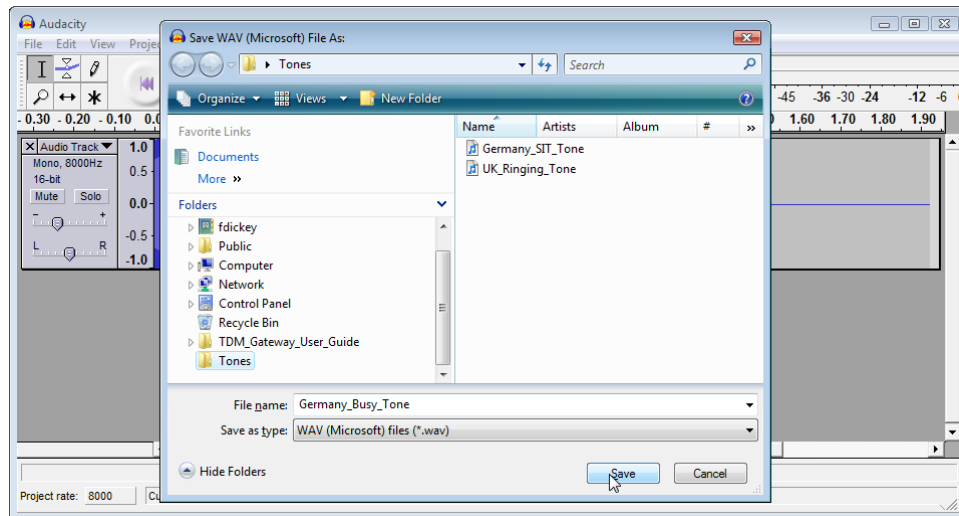 Audacity
File Edit View Projec
- 0.30 - 0.20 - 0.10 0.0
Audio Track
Mono, 8000Hz
16-bit
Mute Solo
- +
L R
1.0
0.5
0.0
-0.5
-1.0
Save WAV (Microsoft) File As:
Tones
Search
Organize Views New Folder
Favorite Links
Documents
More »
Folders
fdickey
Public
Computer
Network
Control Panel
Recycle Bin
TDM_Gateway_User_Guide
Tones
Name Artists Album # »
Germany_SIT_Tone
UK_Ringing_Tone
File name: Germany_Busy_Tone
Save as type: WAV (Microsoft) files (*.wav)
Hide Folders
Save Cancel
-45 -36 -30 -24 -12 -6
1.60 1.70 1.80 1.90
Project rate: 8000
Cu